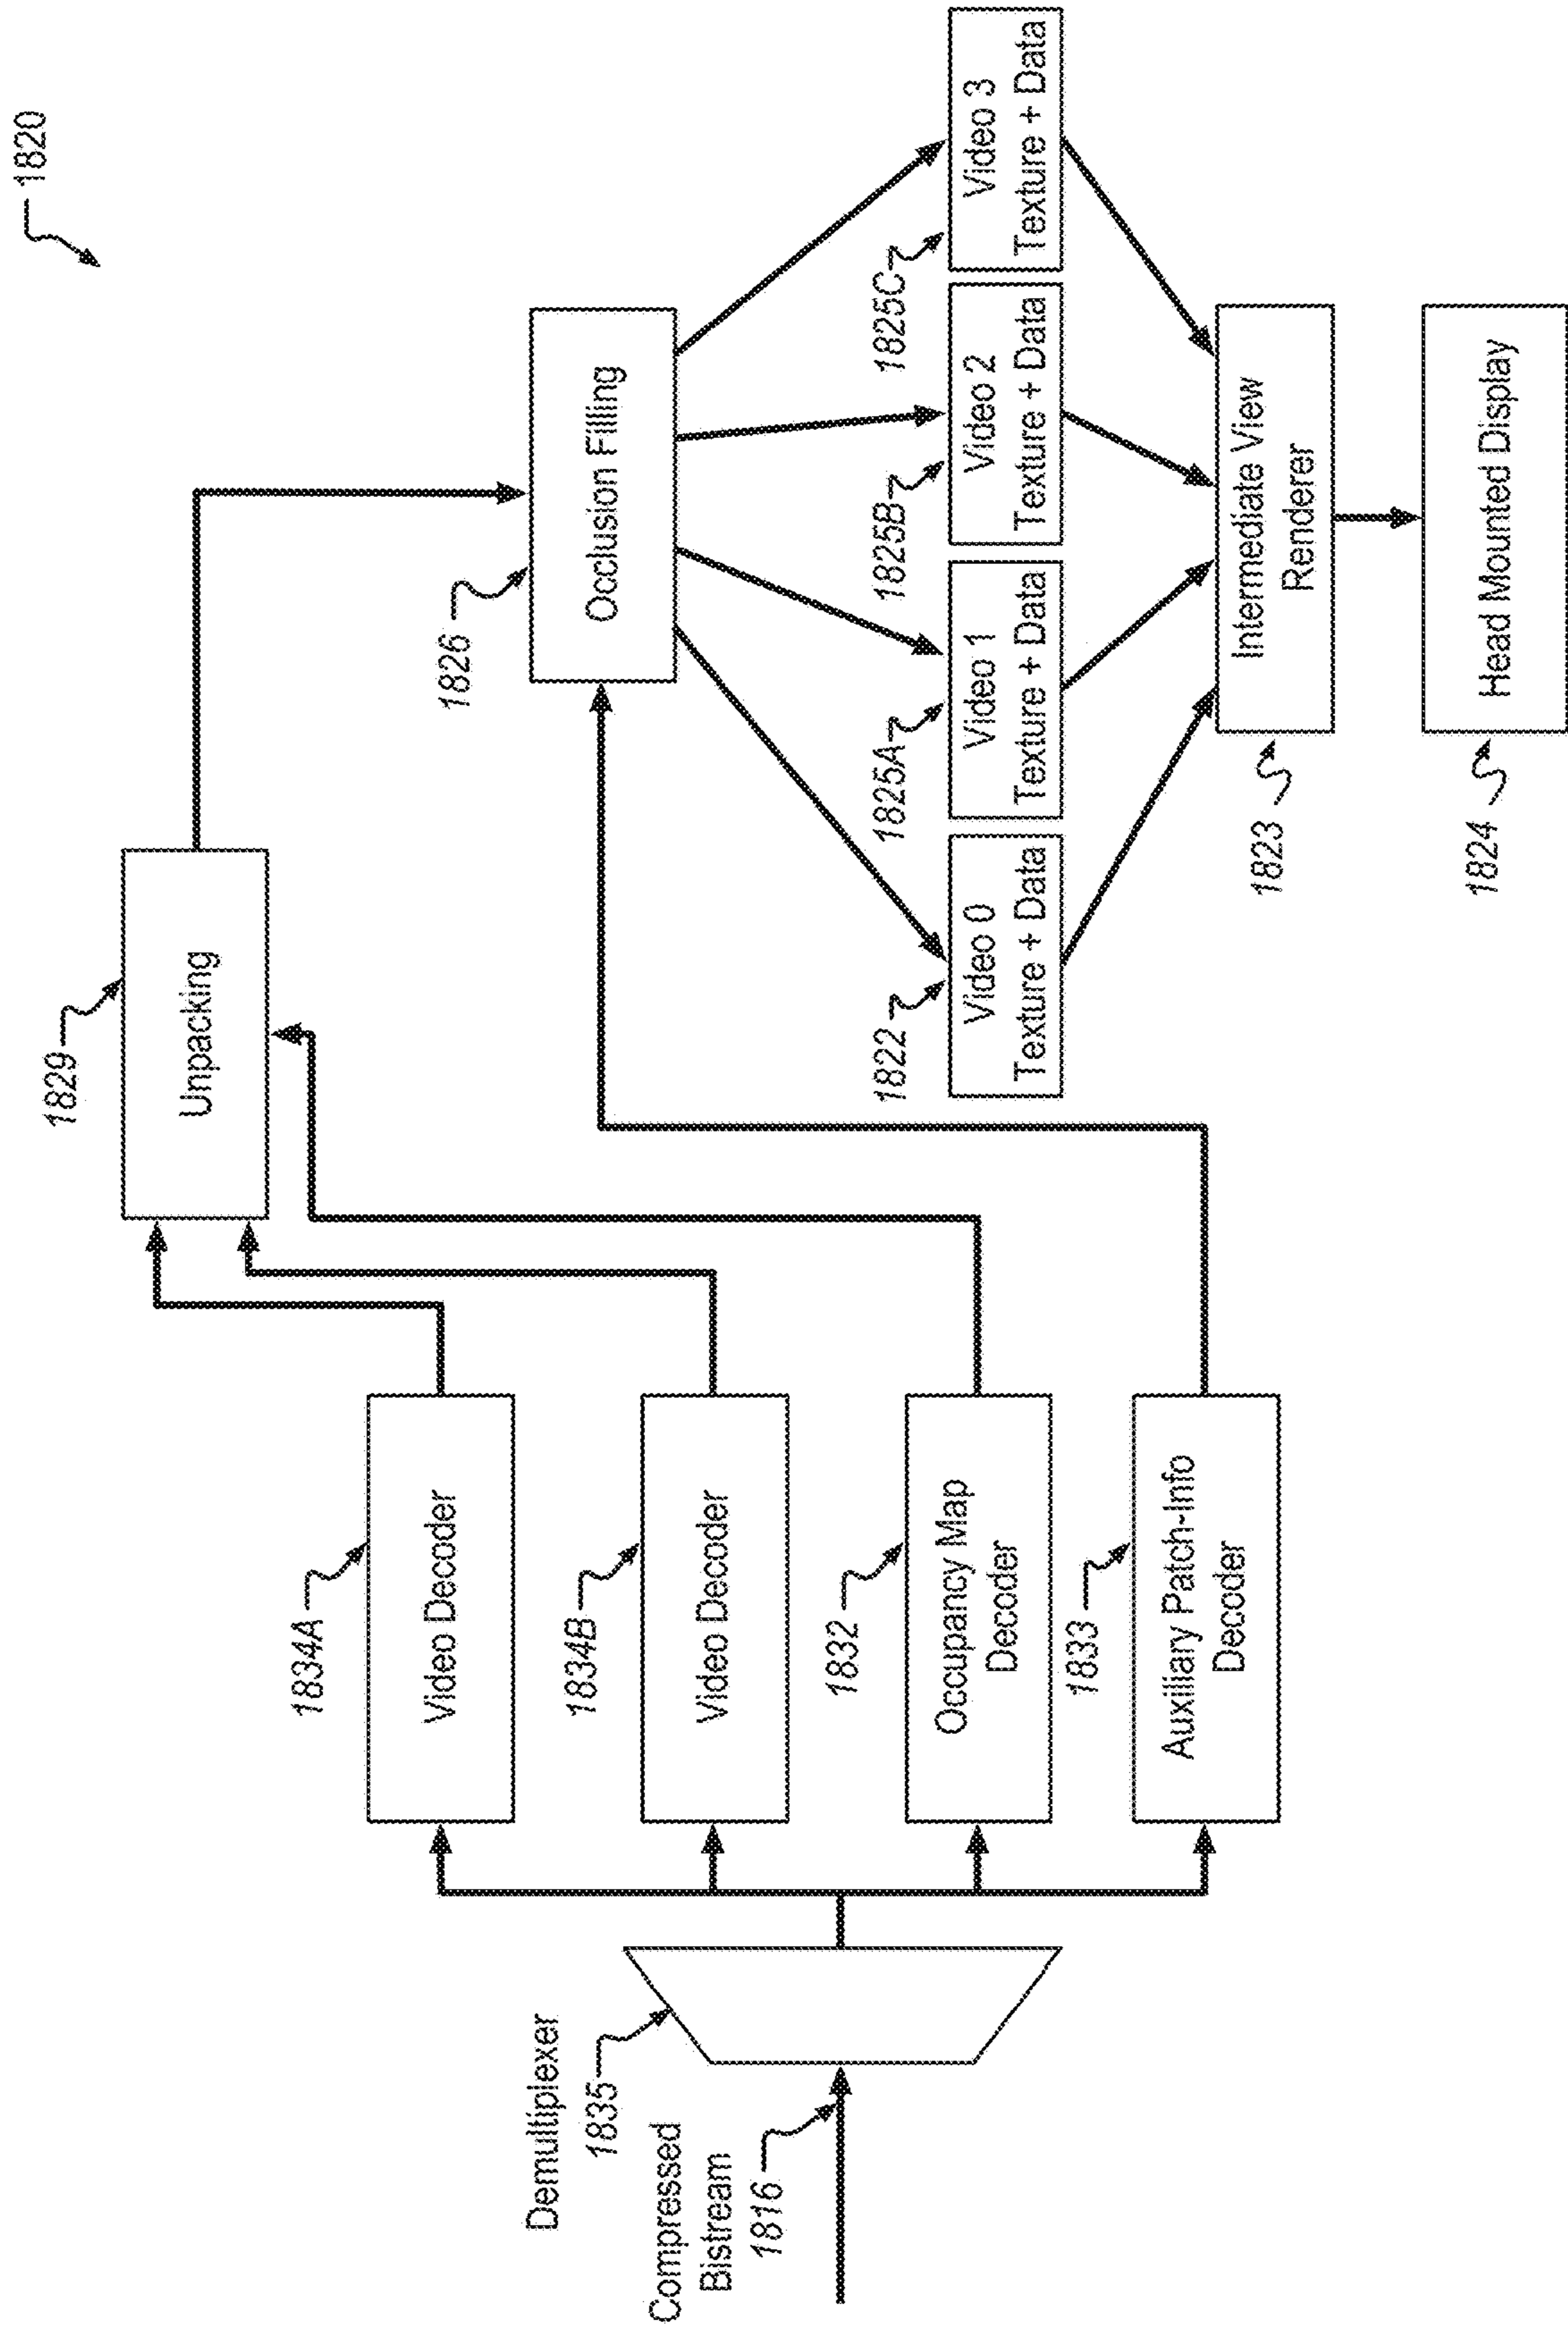 1820
Demultiplexer
1835
Compressed
Bistream
1816
1834A
Video Decoder
1834B
Video Decoder
1832
Occupancy Map
Decoder
1833
Auxiliary Patch-Info
Decoder
1829
Unpacking
1826
Occlusion Filling
1822
Video 0
Texture + Data
1825A
Video 1
Texture + Data
1825B
Video 2
Texture + Data
1825C
Video 3
Texture + Data
1823
Intermediate View
Renderer
1824
Head Mounted Display